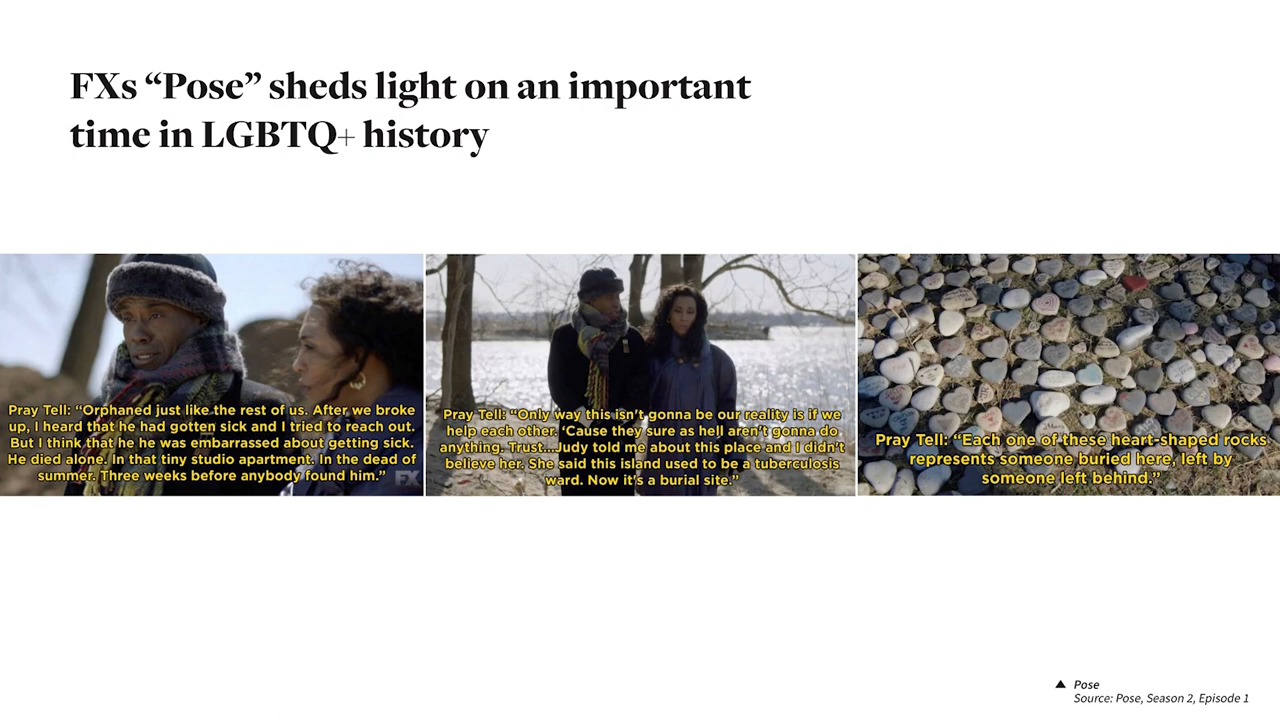 FXs “Pose” sheds light on an important
time in LGBTQ+ history
Pray Tell: “Orphaned just like the rest of us. After we broke
up, I heard that he had gotten sick and I tried to reach out.
But I think that he he was embarrassed about getting sick.
He died alone. In that tiny studio apartment. In the dead of
summer. Three weeks before anybody found him.”
FX
Pray Tell: “Only way this isn't gonna be our reality is if we
help each other. ‘Cause they sure as hell aren't gonna do
anything. Trust...Judy told me about this place and I didn't
believe her. She said this island used to be a tuberculosis
ward. Now it's a burial site.”
Pray Tell: “Each one of these heart-shaped rocks
represents someone buried here, left by
someone left behind.”
▲ Pose
Source: Pose, Season 2, Episode 1